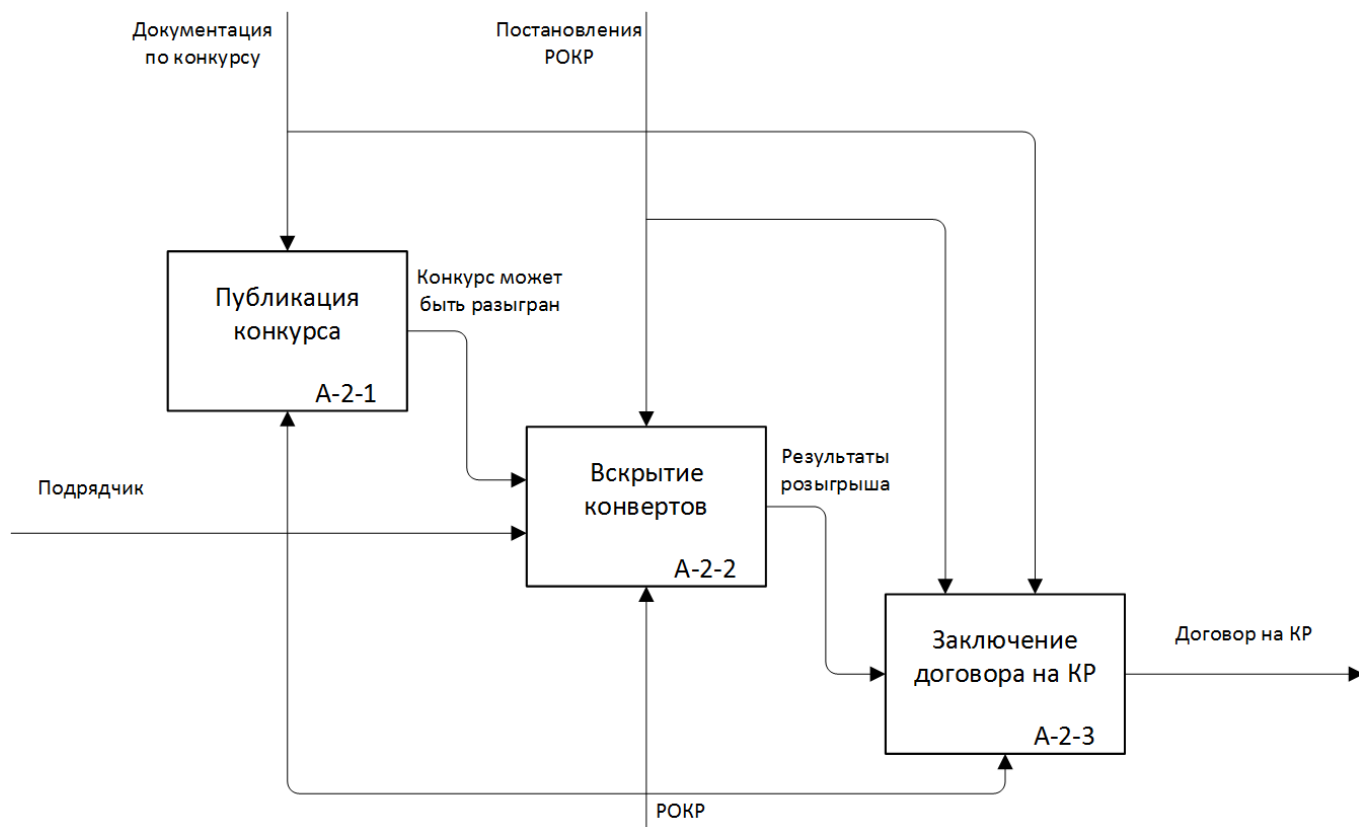 Документация
по конкурсу
Постановления
РОКР
Публикация
конкурса
А-2-1
Конкурс может
быть разыгран
Подрядчик
Вскрытие
конвертов
А-2-2
Результаты
розыгрыша
Заключение
договора на КР
А-2-3
Договор на КР
РОКР